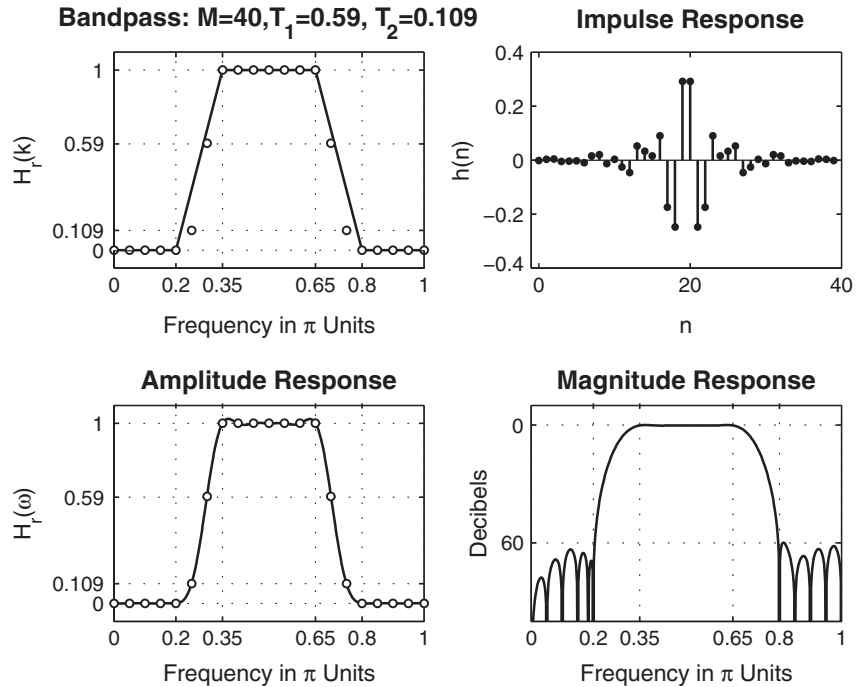 Bandpass: M=40,T1=0.59, T2=0.109
1
0.59
0.109
0
Hr(k)
0 0.2 0.35 0.65 0.8 1
Frequency in π Units
Impulse Response
0.4
0.2
0
−0.2
−0.4
h(n)
0 20 40
n
Amplitude Response
1
0.59
0.109
0
Hr(ω)
0 0.2 0.35 0.65 0.8 1
Frequency in π Units
Magnitude Response
0
60
Decibels
0 0.2 0.35 0.65 0.8 1
Frequency in π Units